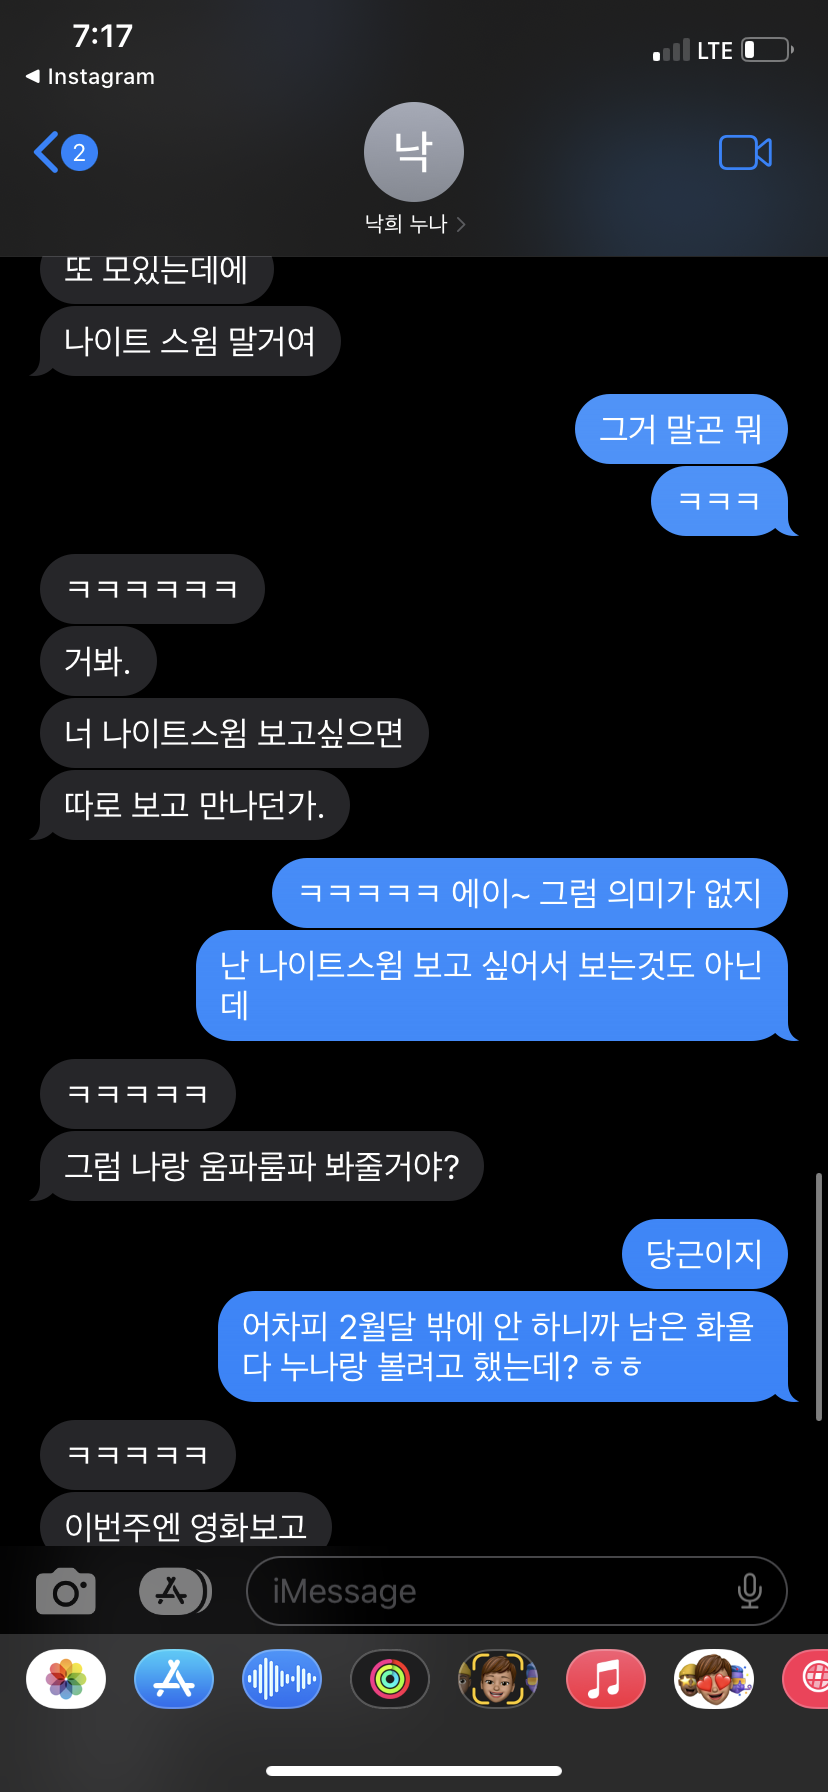 7:17
LTE
◀ Instagram
2
낙
낙희 누나
또 모있는데에
나이트 스윔 말거여
그거 말곤 뭐
ㅋㅋㅋ
ㅋㅋㅋㅋㅋㅋ
거봐.
너 나이트스윔 보고싶으면
따로 보고 만나던가.
ㅋㅋㅋㅋㅋ 에이~ 그럼 의미가 없지
난 나이트스윔 보고 싶어서 보는것도 아닌
데
ㅋㅋㅋㅋㅋ
그럼 나랑 움파룸파 봐줄거야?
당근이지
어차피 2월달 밖에 안 하니까 남은 화욜
다 누나랑 볼려고 했는데? ㅎㅎ
ㅋㅋㅋㅋㅋ
이번주엔 영화보고
iMessage